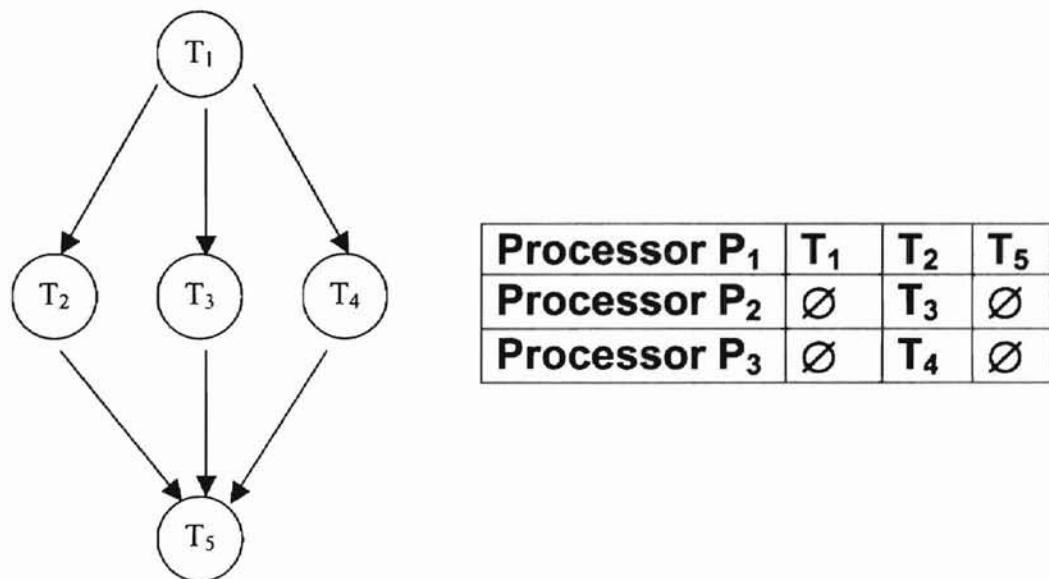 T₁
T₂ T₃ T₄
T₅
Processor P₁ T₁ T₂ T₅
Processor P₂ ∅ T₃ ∅
Processor P₃ ∅ T₄ ∅